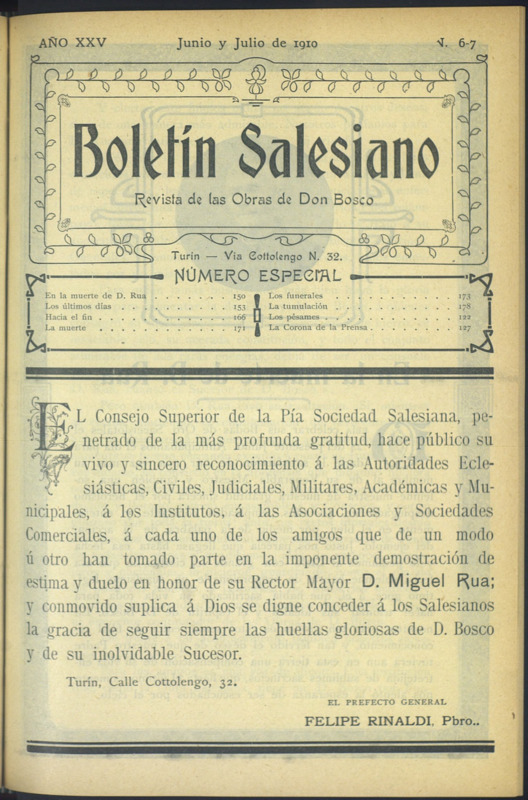 AÑO XXV Junio y Julio de 1910 N. 6-7
Boletín Salesiano
Revista de las Obras de Don Bosco
Turín — Via Cottolengo N. 32.
NÚMERO ESPECIAL
En la muerte de D. Rua . . . . . . . . 150
Los últimos días . . . . . . . . . . . 153
Hacia el fin . . . . . . . . . . . . . 166
La muerte . . . . . . . . . . . . . . 171
Los funerales . . . . . . . . . . . . 173
La tumulación . . . . . . . . . . . . 178
Los pésames . . . . . . . . . . . . . 122
La Corona de la Prensa . . . . . . . . 127
EL Consejo Superior de la Pía Sociedad Salesiana, pe-
netrado de la más profunda gratitud, hace público su
vivo y sincero reconocimiento á las Autoridades Ecle-
siásticas, Civiles, Judiciales, Militares, Académicas y Mu-
nicipales, á los Institutos, á las Asociaciones y Sociedades
Comerciales, á cada uno de los amigos que de un modo
ú otro han tomado parte en la imponente demostración de
estima y duelo en honor de su Rector Mayor D. Miguel Rua;
y conmovido suplica á Dios se digne conceder á los Salesianos
la gracia de seguir siempre las huellas gloriosas de D. Bosco
y de su inolvidable Sucesor.
Turín, Calle Cottolengo, 32.
EL PREFECTO GENERAL
FELIPE RINALDI, Pbro..